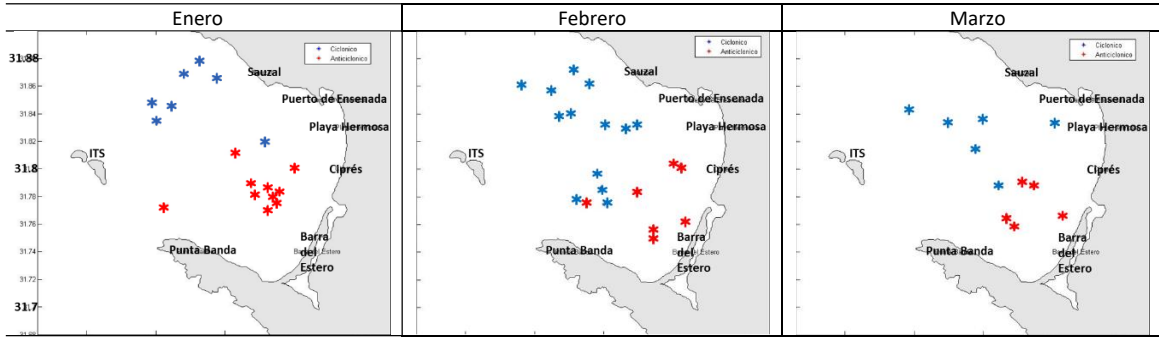 Enero
Febrero
Marzo
Ciclonico
Anticiclonico
31.88
Sauzal
31.86
Puerto de Ensenada
31.84
Playa Hermosa
31.82
ITS
31.8
Ciprés
31.78
31.76
Punta Banda
Barra
31.74
del
Estero
31.72
31.7
Ciclonico
Anticiclonico
Sauzal
Puerto de Ensenada
Playa Hermosa
ITS
Ciprés
Punta Banda
Barra
del
Estero
Ciclonico
Anticiclonico
Sauzal
Puerto de Ensenada
Playa Hermosa
ITS
Ciprés
Punta Banda
Barra
del
Estero